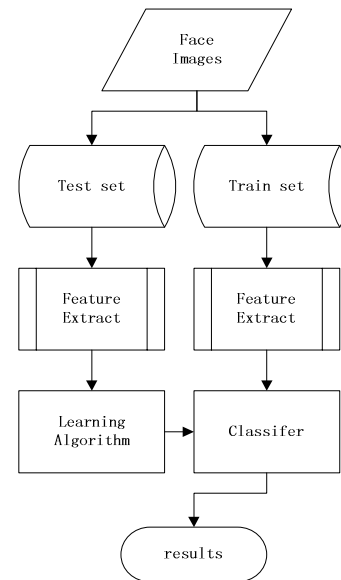 Face
Images
Test set
Train set
Feature
Extract
Feature
Extract
Learning
Algorithm
Classifer
results